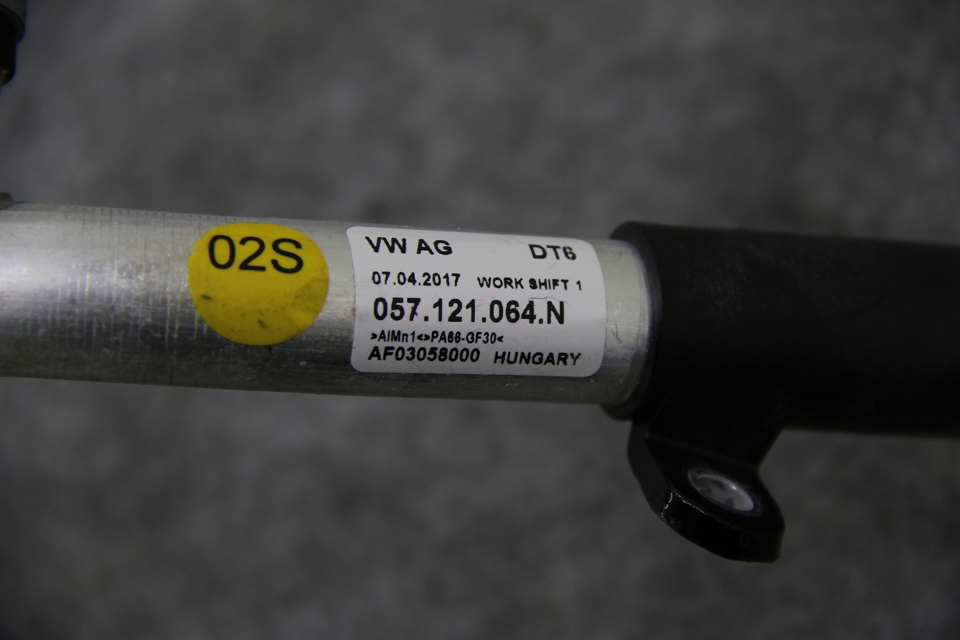 02S
VW AG DT6
07.04.2017 WORK SHIFT 1
057.121.064.N
>AlMn1<>PA66-GF30<
AF03058000 HUNGARY